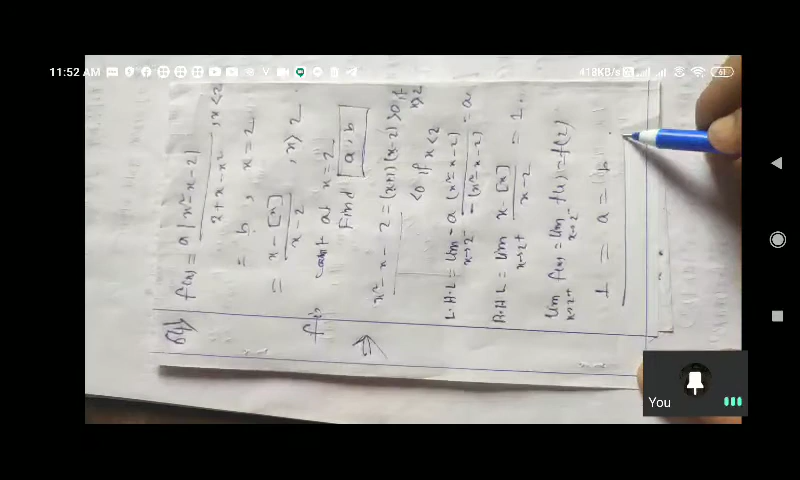 11:52 AM
418KB/s
61
f(x) = a|x²-x-2| / 2+x-x² , x<2
= b , x = 2
= x-[x] / x-2 , x>2
f(x) cont at x=2
Find a, b
⇒ x²-x-2 = (x+1)(x-2) >0 if x>2
<0 if x<2
L.H.L = lim x→2⁻ -a(x²-x-2) / -(x²-x-2) = a
R.H.L = lim x→2+ x-[x] / x-2 = 1
lim x→2+ f(x) = lim x→2⁻ f(x) = f(2)
1 = a = b.
You